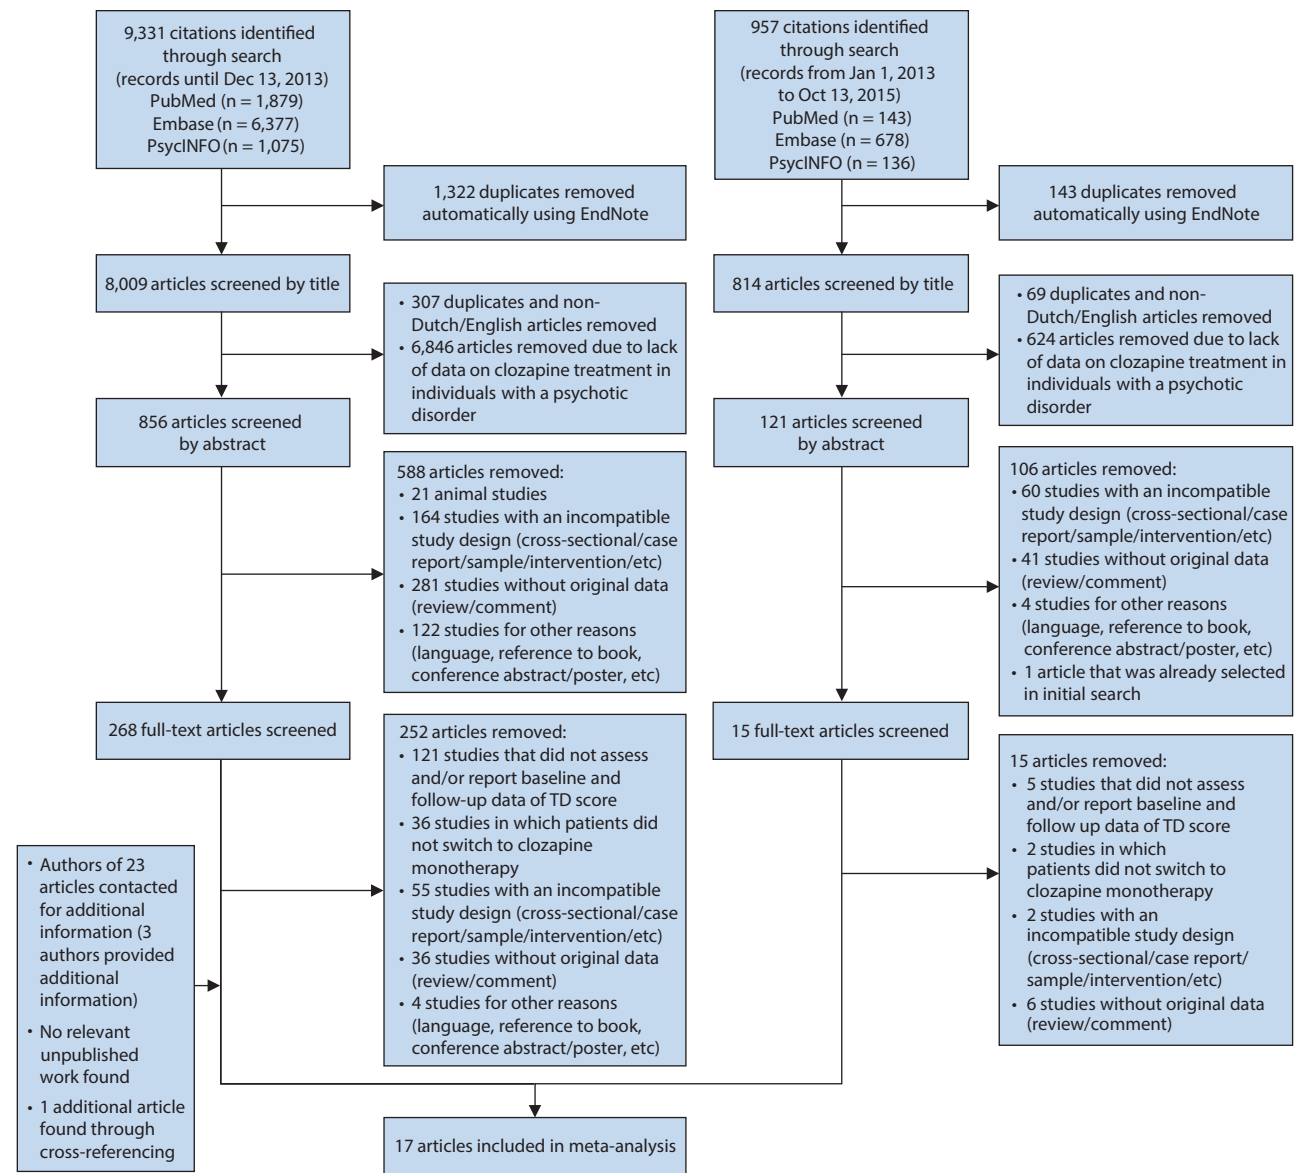 9,331 citations identified
through search
(records until Dec 13, 2013)
PubMed (n = 1,879)
Embase (n = 6,377)
PsycINFO (n = 1,075)
1,322 duplicates removed
automatically using EndNote
8,009 articles screened by title
• 307 duplicates and non-
Dutch/English articles removed
• 6,846 articles removed due to lack
of data on clozapine treatment in
individuals with a psychotic
disorder
856 articles screened
by abstract
588 articles removed:
• 21 animal studies
• 164 studies with an incompatible
study design (cross-sectional/case
report/sample/intervention/etc)
• 281 studies without original data
(review/comment)
• 122 studies for other reasons
(language, reference to book,
conference abstract/poster, etc)
268 full-text articles screened
252 articles removed:
• 121 studies that did not assess
and/or report baseline and
follow-up data of TD score
• 36 studies in which patients did
not switch to clozapine
monotherapy
• 55 studies with an incompatible
study design (cross-sectional/case
report/sample/intervention/etc)
• 36 studies without original data
(review/comment)
• 4 studies for other reasons
(language, reference to book,
conference abstract/poster, etc)
• Authors of 23
articles contacted
for additional
information (3
authors provided
additional
information)
• No relevant
unpublished
work found
• 1 additional article
found through
cross-referencing
957 citations identified
through search
(records from Jan 1, 2013
to Oct 13, 2015)
PubMed (n = 143)
Embase (n = 678)
PsycINFO (n = 136)
143 duplicates removed
automatically using EndNote
814 articles screened by title
• 69 duplicates and non-
Dutch/English articles removed
• 624 articles removed due to lack
of data on clozapine treatment in
individuals with a psychotic
disorder
121 articles screened
by abstract
106 articles removed:
• 60 studies with an incompatible
study design (cross-sectional/case
report/sample/intervention/etc)
• 41 studies without original data
(review/comment)
• 4 studies for other reasons
(language, reference to book,
conference abstract/poster, etc)
• 1 article that was already selected
in initial search
15 full-text articles screened
15 articles removed:
• 5 studies that did not assess
and/or report baseline and
follow up data of TD score
• 2 studies in which
patients did not switch to
clozapine monotherapy
• 2 studies with an
incompatible study design
(cross-sectional/case report/
sample/intervention/etc)
• 6 studies without original data
(review/comment)
17 articles included in meta-analysis